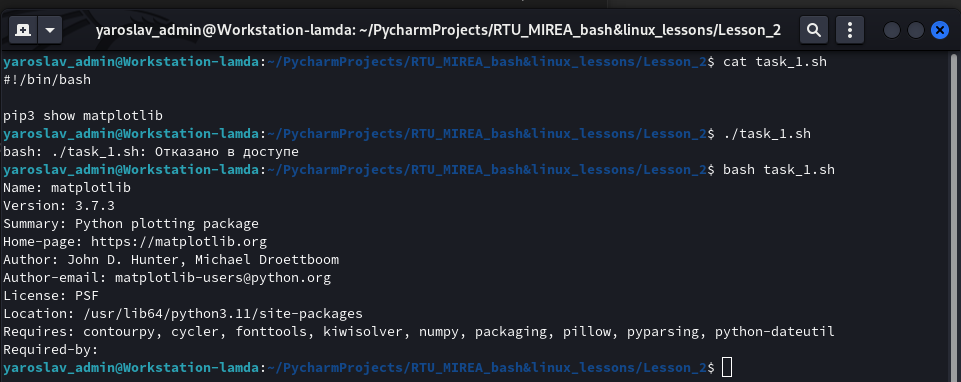 yaroslav_admin@Workstation-lamda: ~/PycharmProjects/RTU_MIREA_bash&linux_lessons/Lesson_2
yaroslav_admin@Workstation-lamda:~/PycharmProjects/RTU_MIREA_bash&linux_lessons/Lesson_2$ cat task_1.sh
#!/bin/bash
pip3 show matplotlib
yaroslav_admin@Workstation-lamda:~/PycharmProjects/RTU_MIREA_bash&linux_lessons/Lesson_2$ ./task_1.sh
bash: ./task_1.sh: Отказано в доступе
yaroslav_admin@Workstation-lamda:~/PycharmProjects/RTU_MIREA_bash&linux_lessons/Lesson_2$ bash task_1.sh
Name: matplotlib
Version: 3.7.3
Summary: Python plotting package
Home-page: https://matplotlib.org
Author: John D. Hunter, Michael Droettboom
Author-email: matplotlib-users@python.org
License: PSF
Location: /usr/lib64/python3.11/site-packages
Requires: contourpy, cycler, fonttools, kiwisolver, numpy, packaging, pillow, pyparsing, python-dateutil
Required-by:
yaroslav_admin@Workstation-lamda:~/PycharmProjects/RTU_MIREA_bash&linux_lessons/Lesson_2$